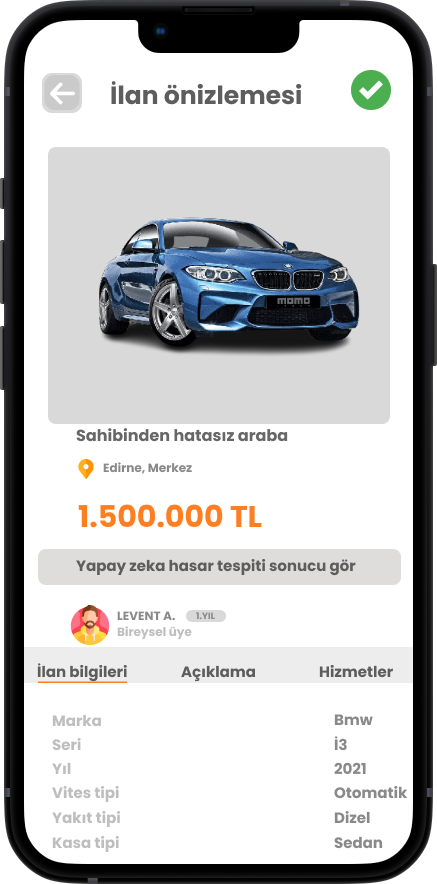 İlan önizlemesi
momo
Sahibinden hatasız araba
Edirne, Merkez
1.500.000 TL
Yapay zeka hasar tespiti sonucu gör
LEVENT A. 1.YIL
Bireysel üye
İlan bilgileri Açıklama Hizmetler
Marka Bmw
Seri İ3
Yıl 2021
Vites tipi Otomatik
Yakıt tipi Dizel
Kasa tipi Sedan